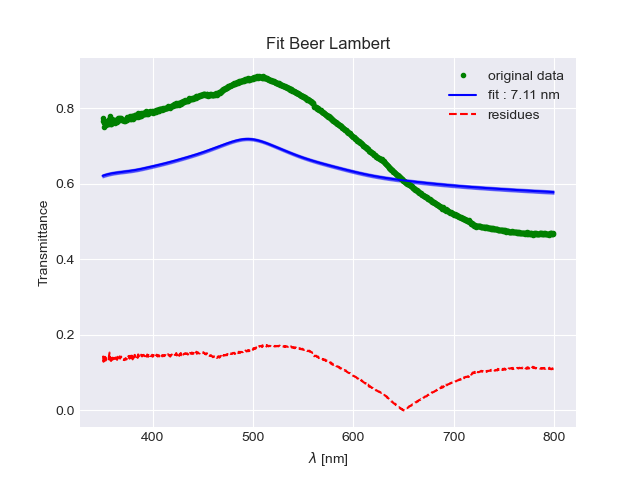 Fit Beer Lambert
original data
fit : 7.11 nm
residues
Transmittance
0.8
0.6
0.4
0.2
0.0
400 500 600 700 800
λ [nm]